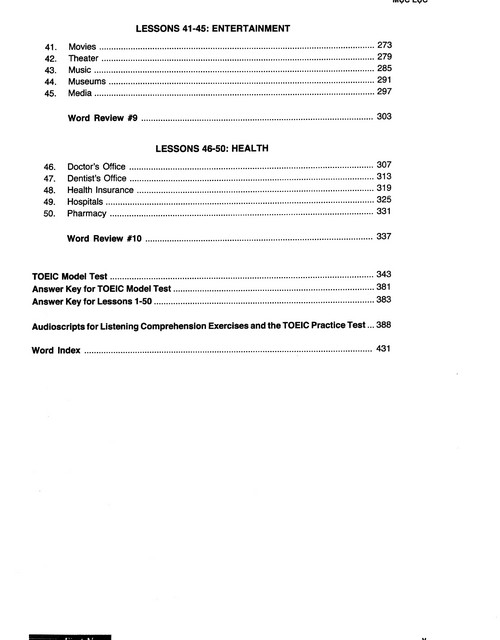 MỤC LỤC
LESSONS 41-45: ENTERTAINMENT
41. Movies ........ 273
42. Theater ........ 279
43. Music ........ 285
44. Museums ........ 291
45. Media ........ 297
Word Review #9 ........ 303
LESSONS 46-50: HEALTH
46. Doctor's Office ........ 307
47. Dentist's Office ........ 313
48. Health Insurance ........ 319
49. Hospitals ........ 325
50. Pharmacy ........ 331
Word Review #10 ........ 337
TOEIC Model Test ........ 343
Answer Key for TOEIC Model Test ........ 381
Answer Key for Lessons 1-50 ........ 383
Audioscripts for Listening Comprehension Exercises and the TOEIC Practice Test ... 388
Word Index ........ 431